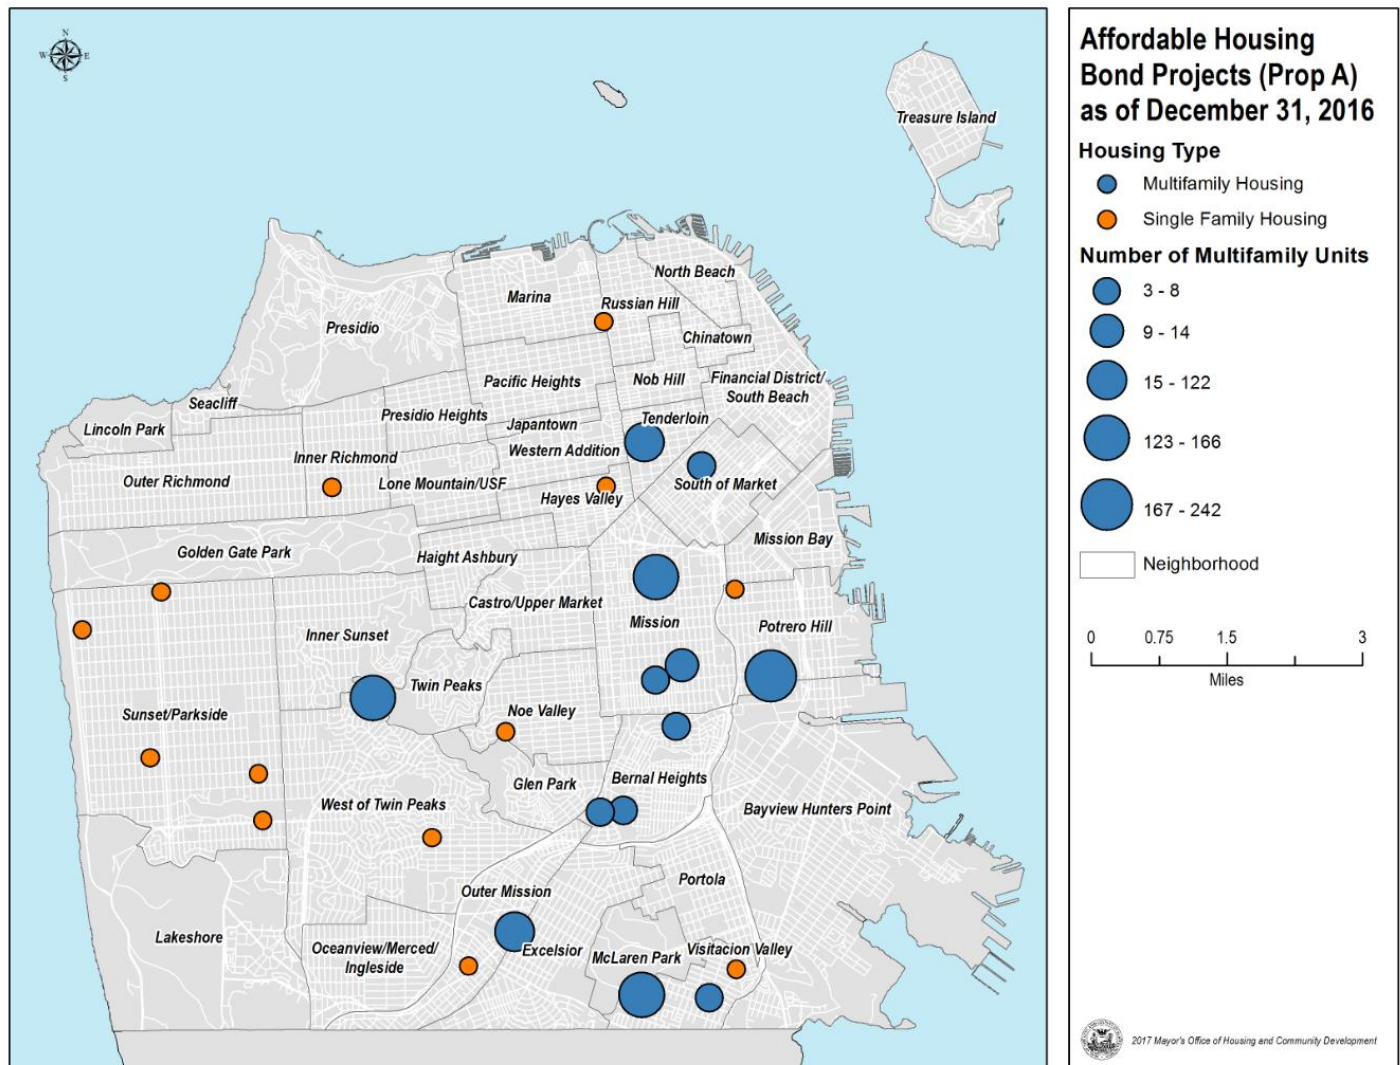 N
W
E
S
Treasure Island
North Beach
Marina
Russian Hill
Presidio
Chinatown
Pacific Heights
Nob Hill
Financial District/
South Beach
Seacliff
Presidio Heights
Lincoln Park
Japantown
Tenderloin
Western Addition
Inner Richmond
Outer Richmond
Lone Mountain/USF
South of Market
Hayes Valley
Mission Bay
Golden Gate Park
Haight Ashbury
Castro/Upper Market
Mission
Potrero Hill
Inner Sunset
Twin Peaks
Sunset/Parkside
Noe Valley
Glen Park
Bernal Heights
West of Twin Peaks
Bayview Hunters Point
Portola
Outer Mission
Lakeshore
Oceanview/Merced/
Ingleside
Excelsior
McLaren Park
Visitacion Valley
Affordable Housing
Bond Projects (Prop A)
as of December 31, 2016
Housing Type
Multifamily Housing
Single Family Housing
Number of Multifamily Units
3 - 8
9 - 14
15 - 122
123 - 166
167 - 242
Neighborhood
0 0.75 1.5 3
Miles
2017 Mayor's Office of Housing and Community Development